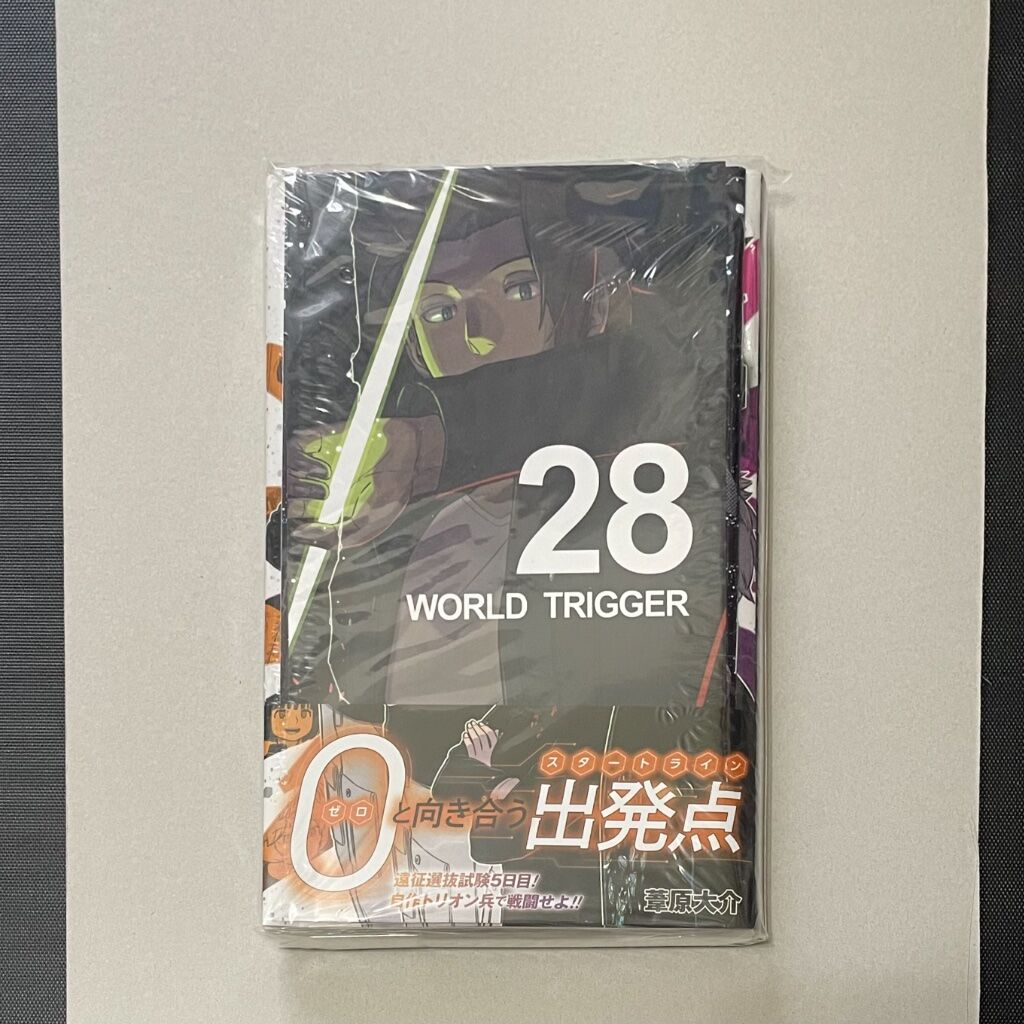 28
WORLD TRIGGER
スタートライン
0 ゼロ と向き合う 出発点
遠征選抜試験5日目!
自作トリオン兵で戦闘せよ!!
葦原大介